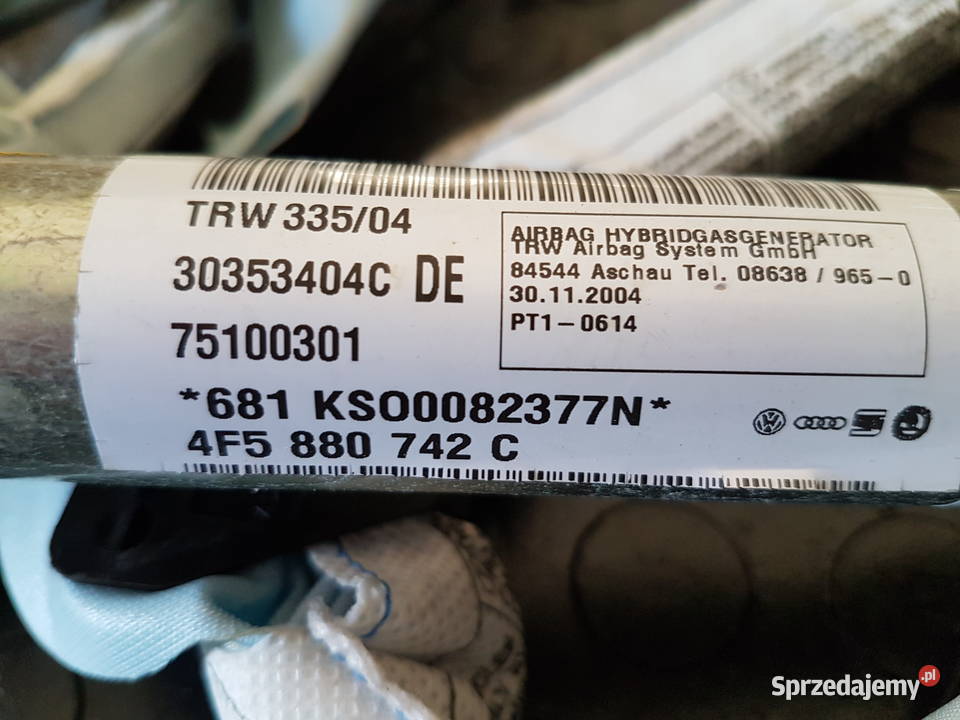 TRW 335/04
30353404C DE
75100301
*681 KSO0082377N*
4F5 880 742 C
AIRBAG HYBRIDGASGENERATOR
TRW Airbag System GmbH
84544 Aschau Tel. 08638 / 965-0
30.11.2004
PT1-0614
Sprzedajemy.pl